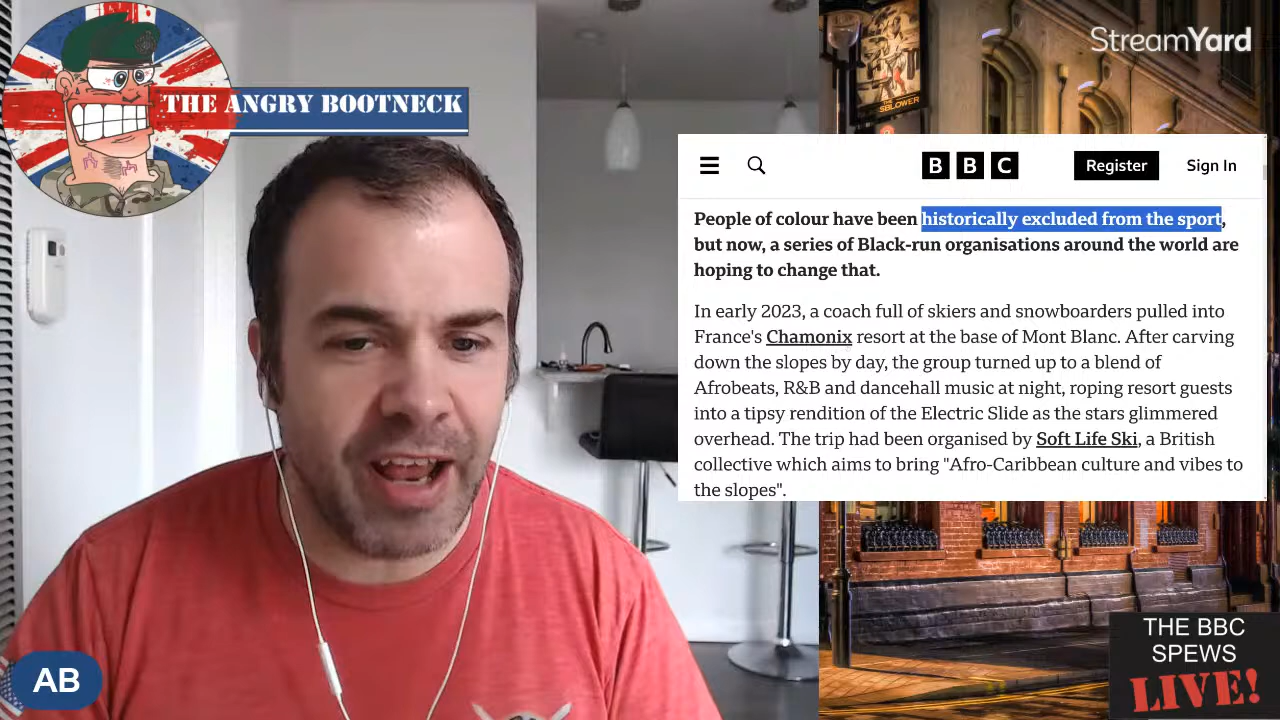 THE ANGRY BOOTNECK
StreamYard
THE
SBLOWER
BBC
Register
Sign In
People of colour have been historically excluded from the sport,
but now, a series of Black-run organisations around the world are
hoping to change that.
In early 2023, a coach full of skiers and snowboarders pulled into
France's Chamonix resort at the base of Mont Blanc. After carving
down the slopes by day, the group turned up to a blend of
Afrobeats, R&B and dancehall music at night, roping resort guests
into a tipsy rendition of the Electric Slide as the stars glimmered
overhead. The trip had been organised by Soft Life Ski, a British
collective which aims to bring "Afro-Caribbean culture and vibes to
the slopes".
AB
THE BBC
SPEWS
LIVE!